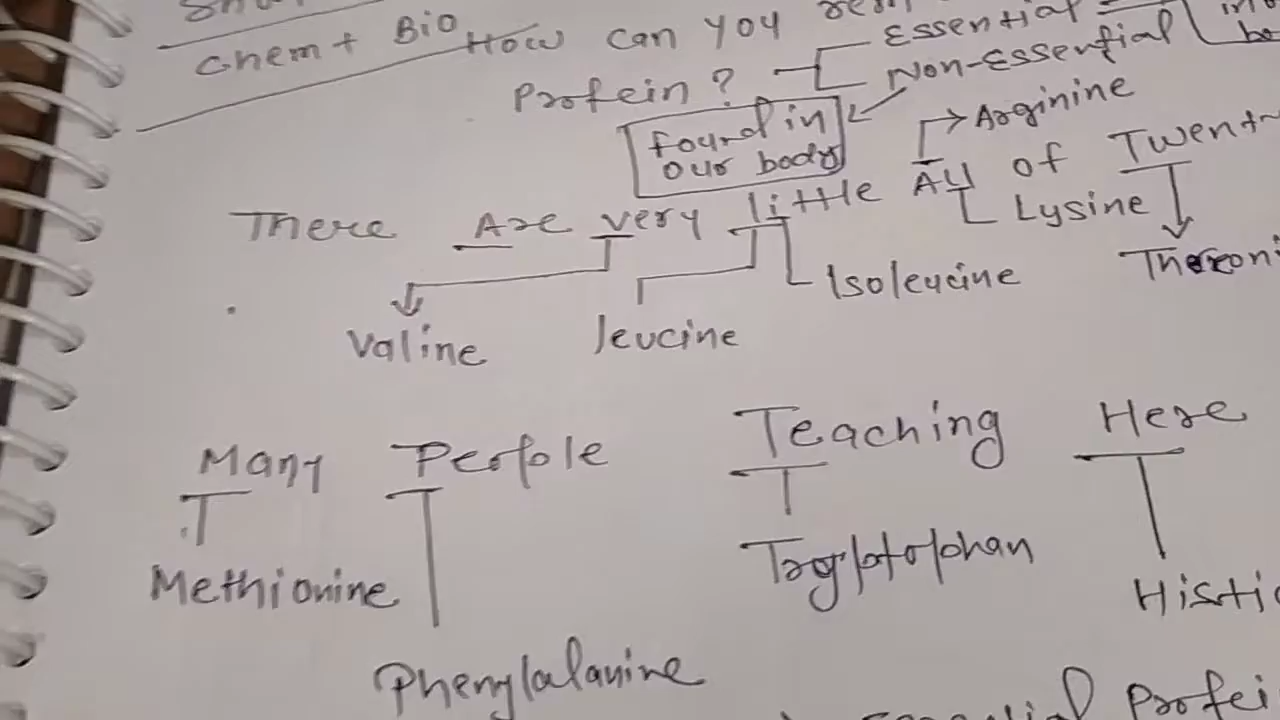 Chem + Bio
How can you
Essential
Protein?
Non-Essential
found in
our body
Arginine
There Are very little All of
Lysine
Isoleucine
Valine
leucine
Many People Teaching Here
Methionine
Tryptophan
Phenylalanine